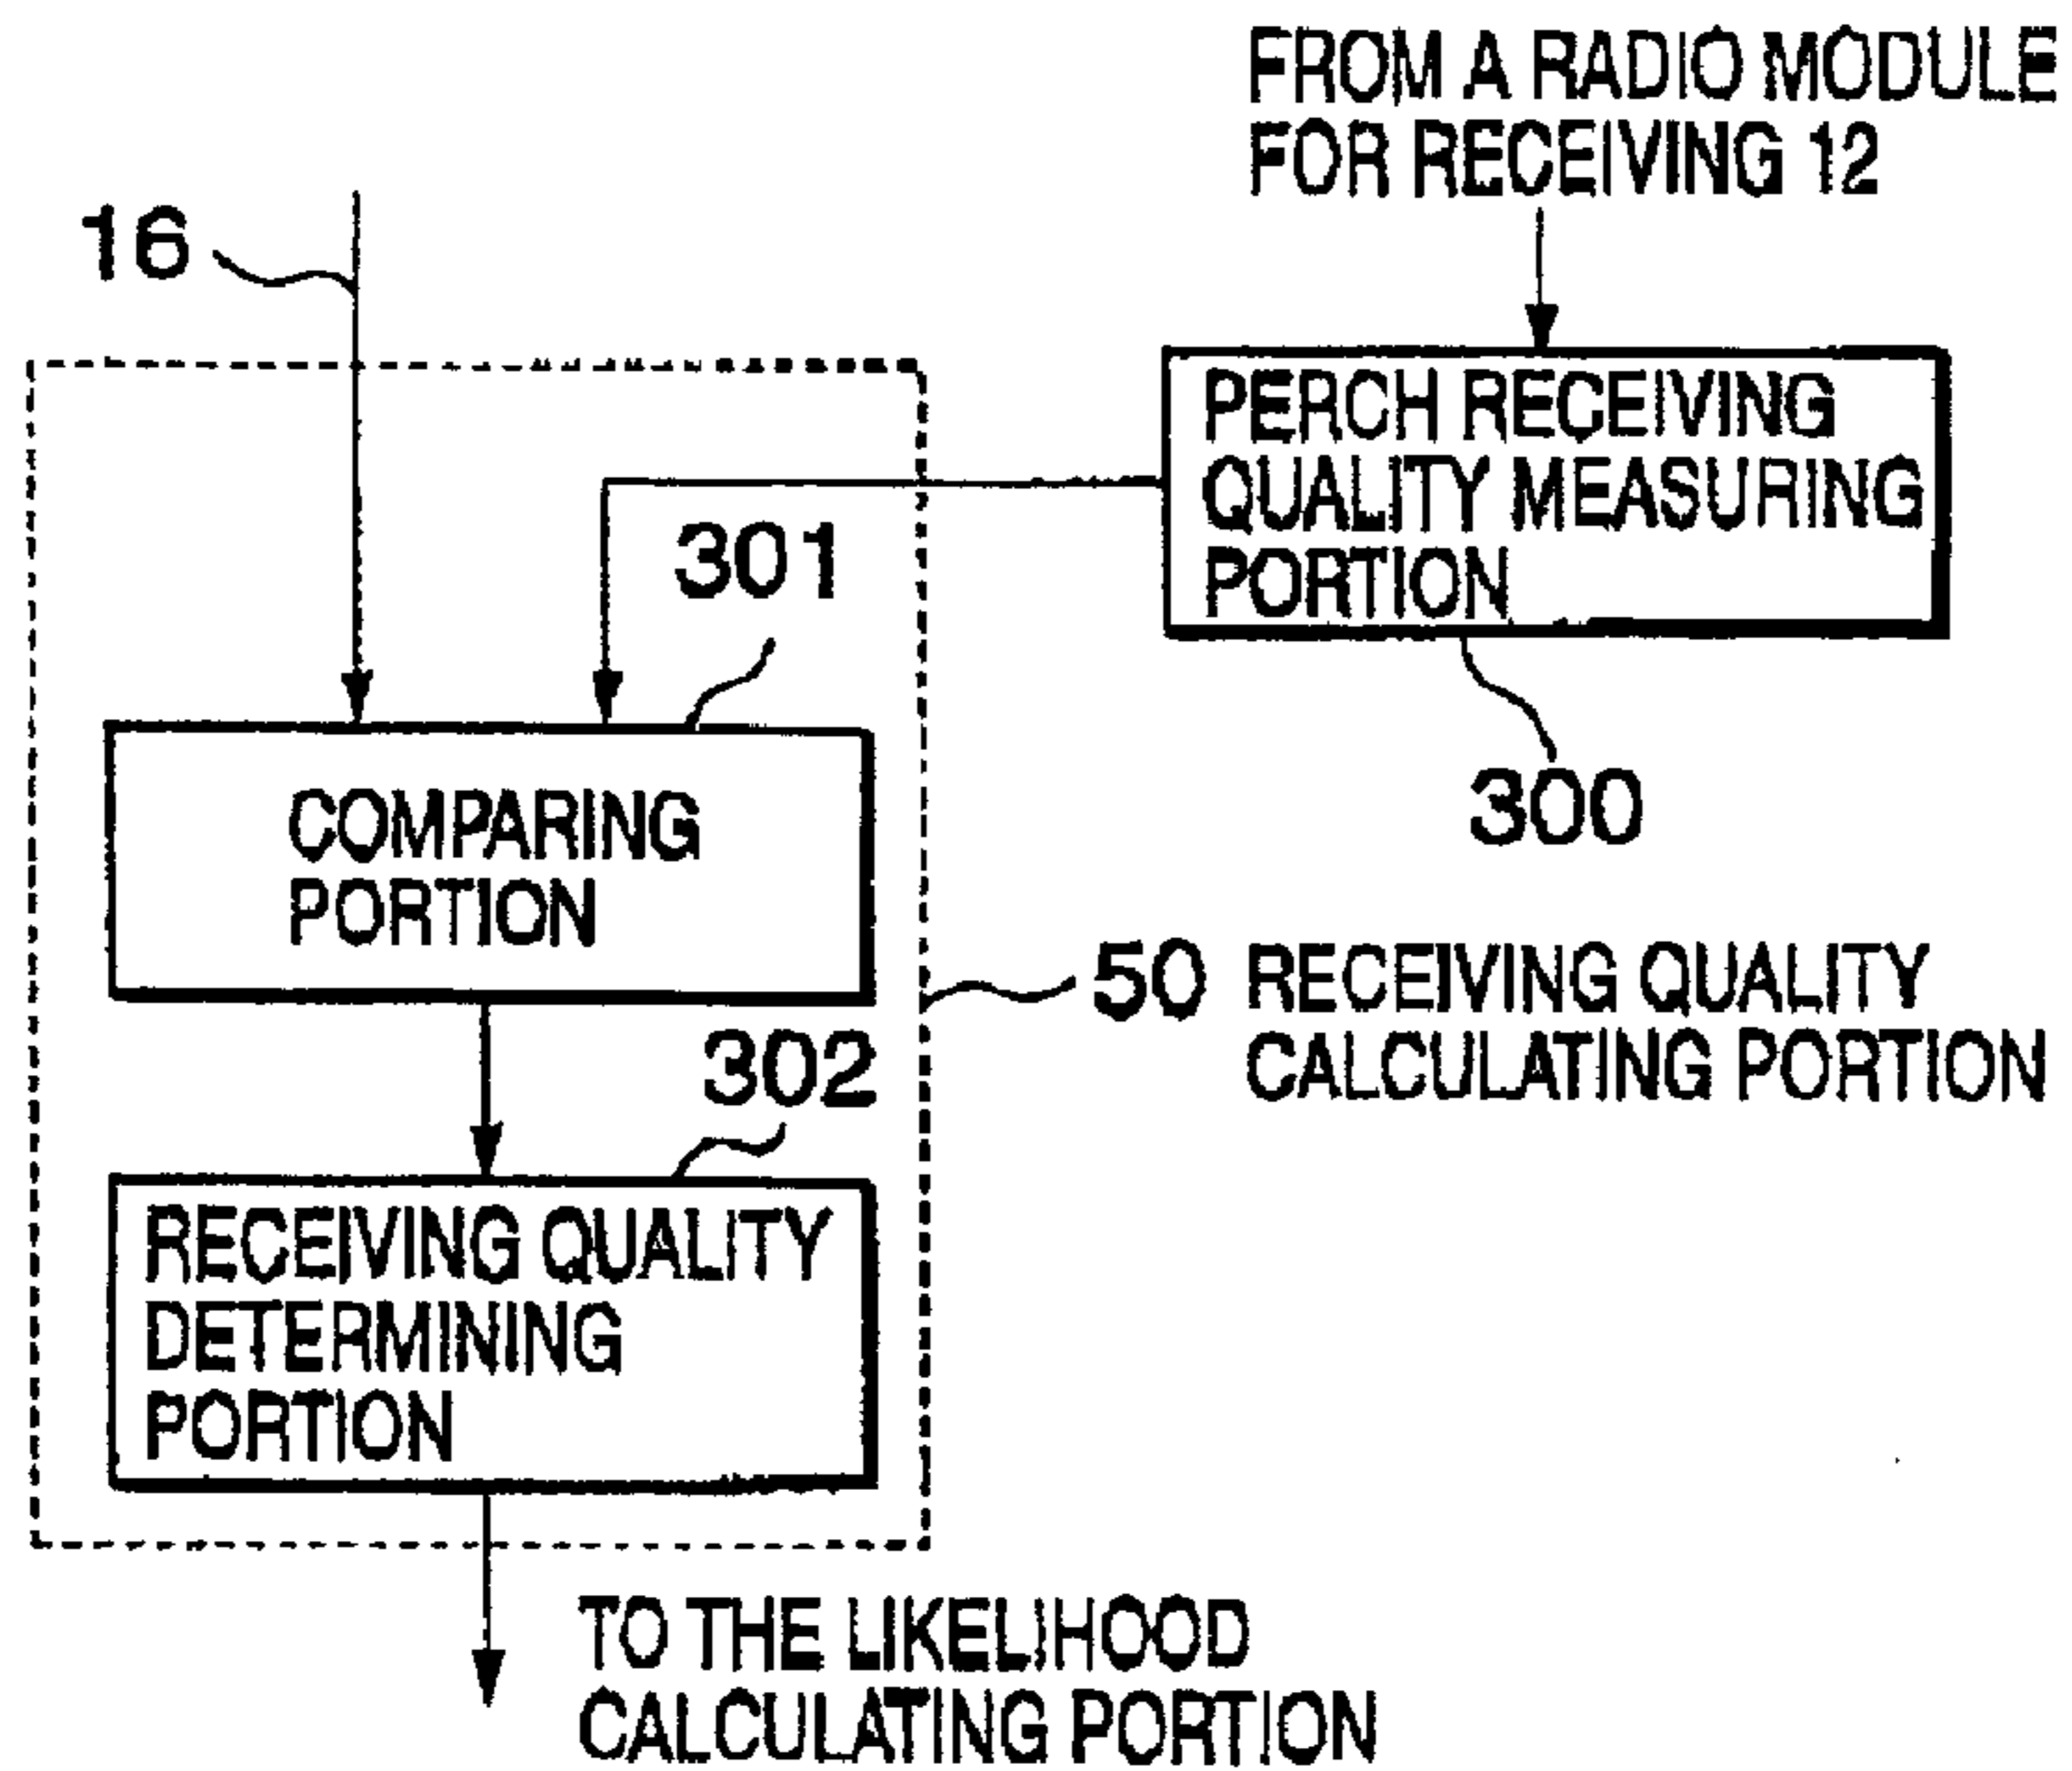 FROM A RADIO MODULE
FOR RECEIVING 12
16
PERCH RECEIVING
QUALITY MEASURING
PORTION
301
300
COMPARING
PORTION
50 RECEIVING QUALITY
CALCULATING PORTION
302
RECEIVING QUALITY
DETERMINING
PORTION
TO THE LIKELIHOOD
CALCULATING PORTION